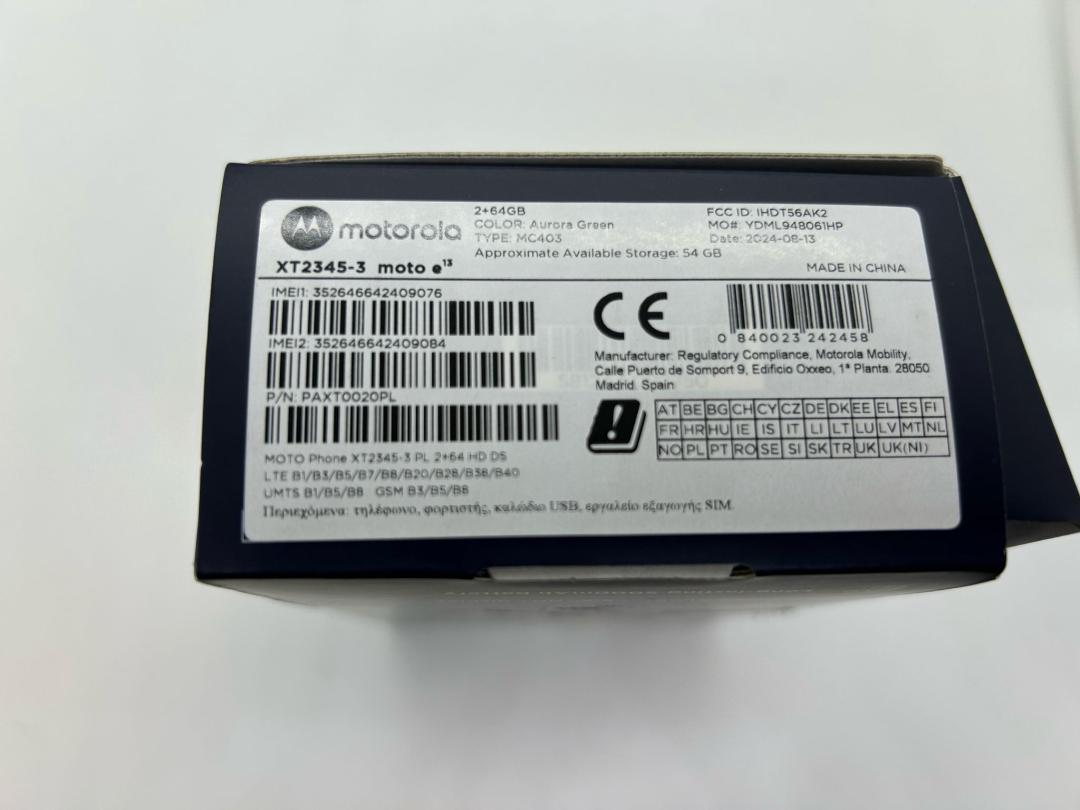 motorola
2+64GB
COLOR: Aurora Green
TYPE: MC403
Approximate Available Storage: 54 GB
FCC ID: IHDT56AK2
MO#: YDML948061HP
Date: 2024-08-13
XT2345-3 moto e¹³
MADE IN CHINA
IMEI1: 352646642409076
IMEI2: 352646642409084
P/N: PAXT0020PL
MOTO Phone XT2345-3 PL 2+64 HD DS
LTE B1/B3/B5/B7/B8/B20/B28/B38/B40
UMTS B1/B5/B8 GSM B3/B5/B8
Περιεχόμενα: τηλέφωνο, φορτιστής, καλώδιο USB, εργαλείο εξαγωγής SIM.
CE
0 840023 242458
Manufacturer: Regulatory Compliance, Motorola Mobility,
Calle Puerto de Somport 9, Edificio Oxxeo, 1ª Planta. 28050
Madrid. Spain
AT BE BG CH CY CZ DE DK EE EL ES FI
FR HR HU IE IS IT LI LT LU LV MT NL
NO PL PT RO SE SI SK TR UK UK(NI)